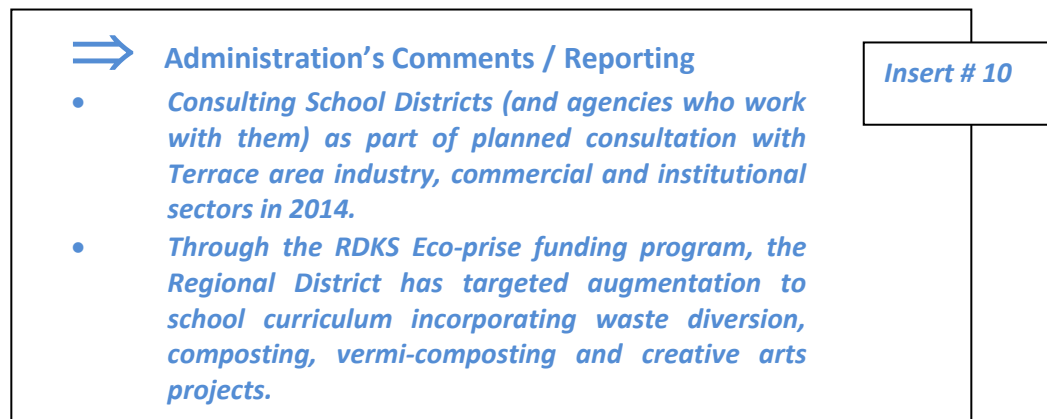 ⇒ Administration’s Comments / Reporting
Insert # 10
• Consulting School Districts (and agencies who work
with them) as part of planned consultation with
Terrace area industry, commercial and institutional
sectors in 2014.
• Through the RDKS Eco-prise funding program, the
Regional District has targeted augmentation to
school curriculum incorporating waste diversion,
composting, vermi-composting and creative arts
projects.